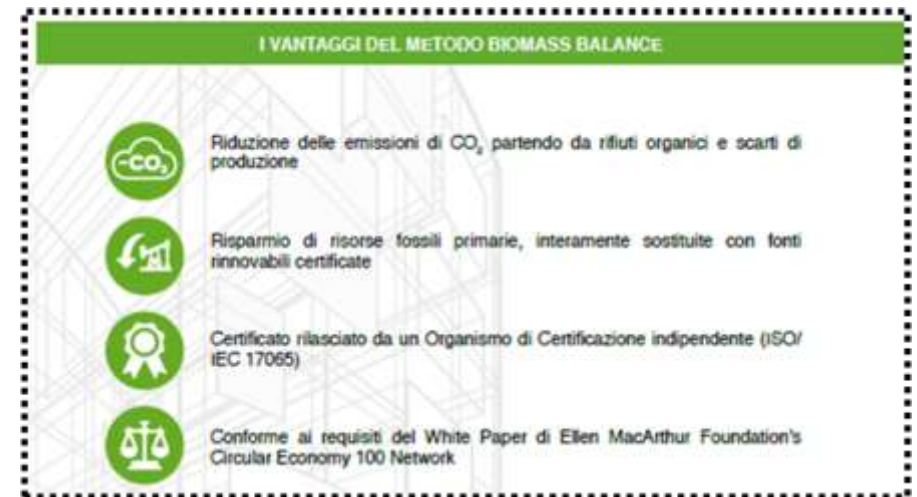 I VANTAGGI DEL METODO BIOMASS BALANCE
-CO₂
Riduzione delle emissioni di CO₂ partendo da rifiuti organici e scarti di
produzione
Risparmio di risorse fossili primarie, interamente sostituite con fonti
rinnovabili certificate
Certificato rilasciato da un Organismo di Certificazione indipendente (ISO/
IEC 17065)
Conforme ai requisiti del White Paper di Ellen MacArthur Foundation's
Circular Economy 100 Network